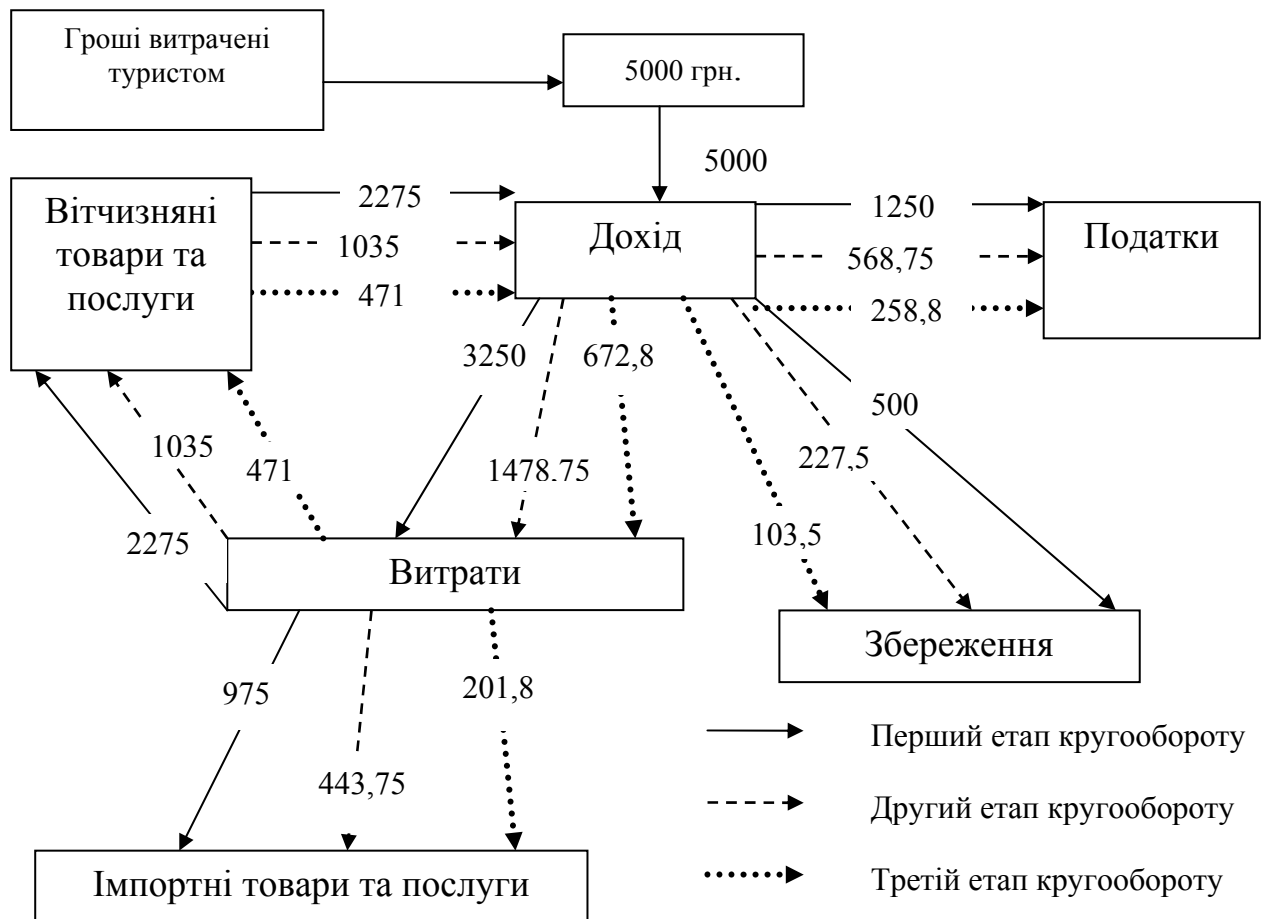 Гроші витрачені
туристом
5000 грн.
5000
Вітчизняні
товари та
послуги
2275
1035
471
Дохід
1250
568,75
258,8
Податки
3250
672,8
500
1035
471
1478,75
227,5
2275
103,5
Витрати
Збереження
975
201,8
443,75
Перший етап кругообороту
Другий етап кругообороту
Третій етап кругообороту
Імпортні товари та послуги